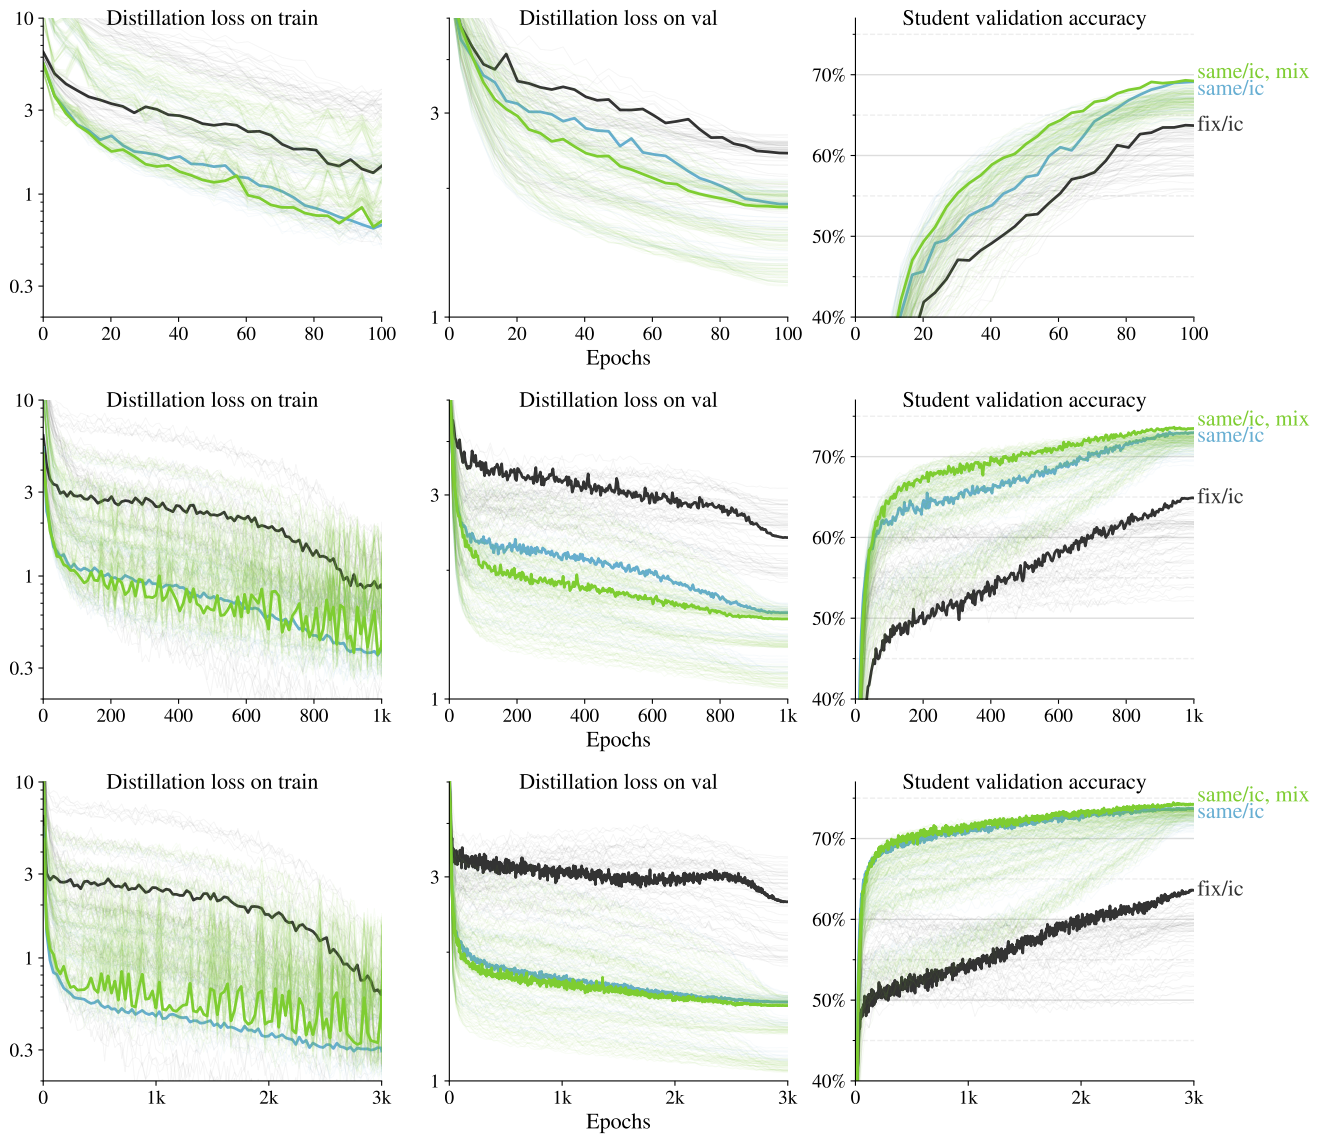 Distillation loss on train
Distillation loss on val
Student validation accuracy
10
3
1
0.3
0 20 40 60 80 100
3
1
0 20 40 60 80 100
Epochs
70%
60%
50%
40%
0 20 40 60 80 100
same/ic, mix
same/ic
fix/ic
Distillation loss on train
Distillation loss on val
Student validation accuracy
10
3
1
0.3
0 200 400 600 800 1k
3
1
0 200 400 600 800 1k
Epochs
70%
60%
50%
40%
0 200 400 600 800 1k
same/ic, mix
same/ic
fix/ic
Distillation loss on train
Distillation loss on val
Student validation accuracy
10
3
1
0.3
0 1k 2k 3k
3
1
0 1k 2k 3k
Epochs
70%
60%
50%
40%
0 1k 2k 3k
same/ic, mix
same/ic
fix/ic